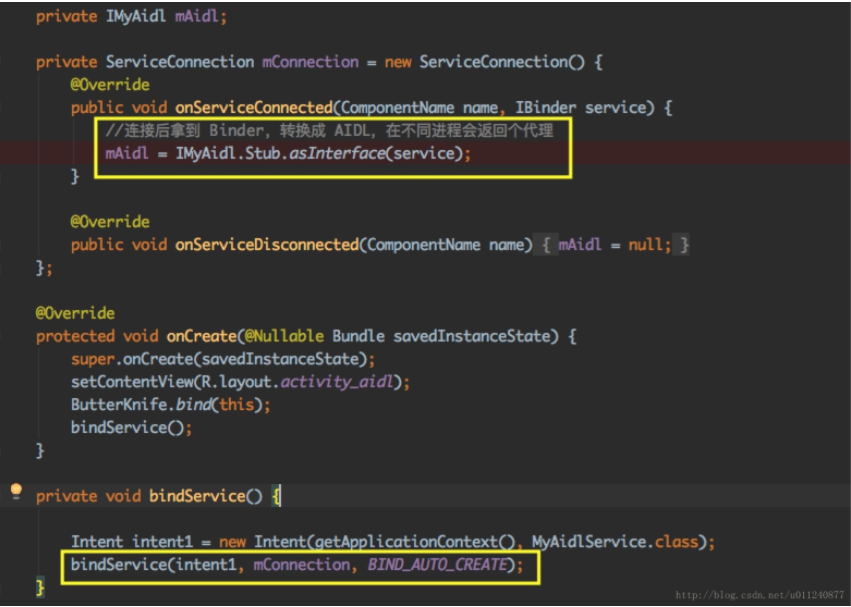 private IMyAidl mAidl;
private ServiceConnection mConnection = new ServiceConnection() {
@Override
public void onServiceConnected(ComponentName name, IBinder service) {
//连接后拿到 Binder，转换成 AIDL，在不同进程会返回个代理
mAidl = IMyAidl.Stub.asInterface(service);
}
@Override
public void onServiceDisconnected(ComponentName name) { mAidl = null; }
};
@Override
protected void onCreate(@Nullable Bundle savedInstanceState) {
super.onCreate(savedInstanceState);
setContentView(R.layout.activity_aidl);
ButterKnife.bind(this);
bindService();
}
private void bindService() {
Intent intent1 = new Intent(getApplicationContext(), MyAidlService.class);
bindService(intent1, mConnection, BIND_AUTO_CREATE);
}
http://blog.csdn.net/u011240877